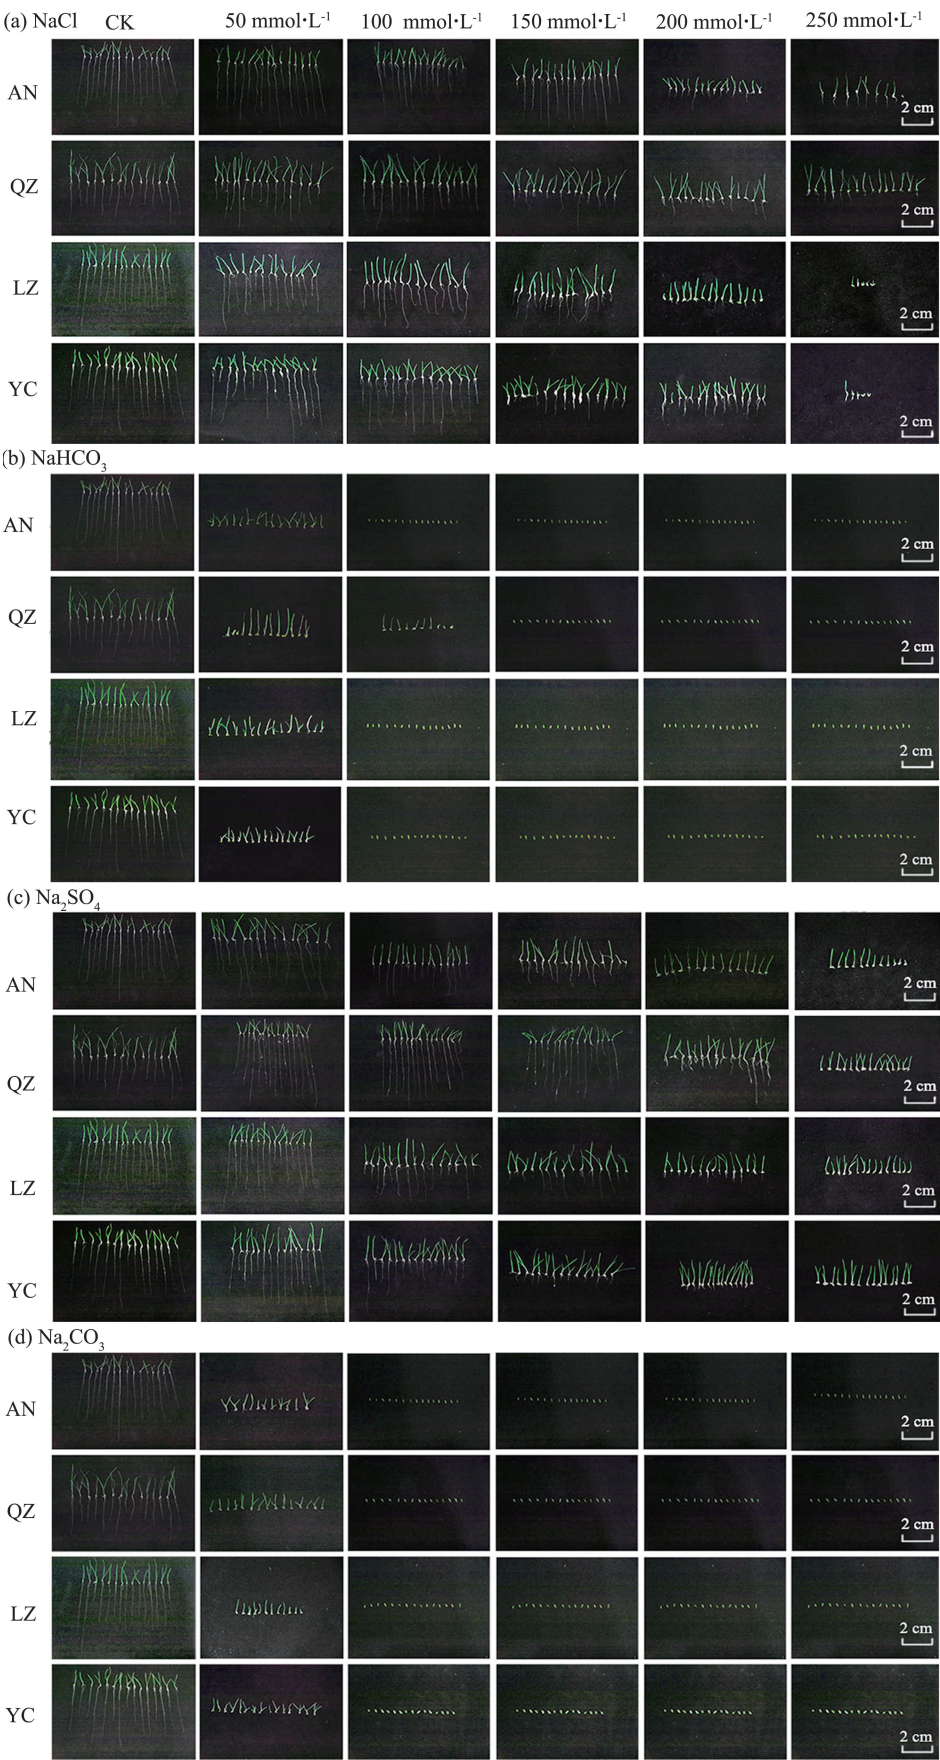 (a) NaCl CK 50 mmol·L⁻¹ 100 mmol·L⁻¹ 150 mmol·L⁻¹ 200 mmol·L⁻¹ 250 mmol·L⁻¹
AN 2 cm
QZ 2 cm
LZ 2 cm
YC 2 cm
(b) NaHCO₃
AN 2 cm
QZ 2 cm
LZ 2 cm
YC 2 cm
(c) Na₂SO₄
AN 2 cm
QZ 2 cm
LZ 2 cm
YC 2 cm
(d) Na₂CO₃
AN 2 cm
QZ 2 cm
LZ 2 cm
YC 2 cm